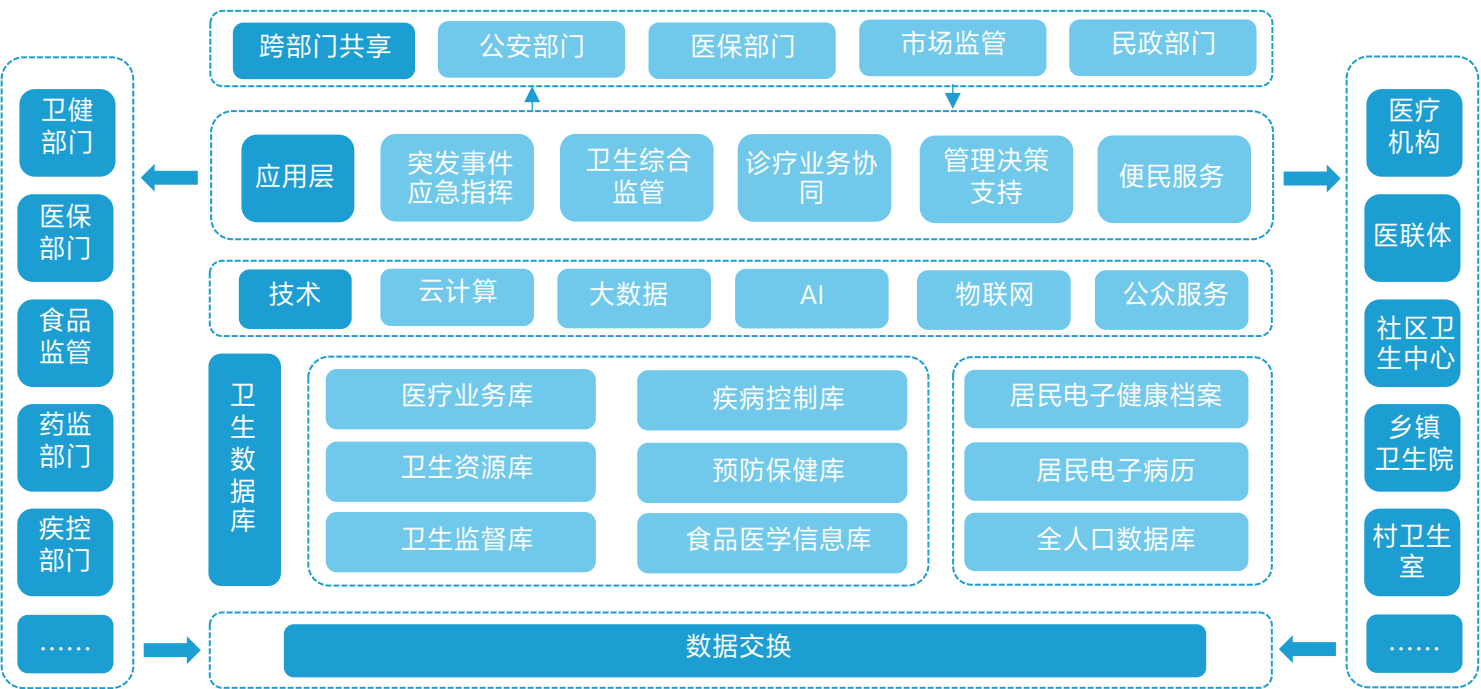 跨部门共享
公安部门
医保部门
市场监管
民政部门
卫健
部门
医保
部门
食品
监管
药监
部门
疾控
部门
……
应用层
突发事件
应急指挥
卫生综合
监管
诊疗业务协
同
管理决策
支持
便民服务
技术
云计算
大数据
AI
物联网
公众服务
卫
生
数
据
库
医疗业务库
疾病控制库
卫生资源库
预防保健库
卫生监督库
食品医学信息库
居民电子健康档案
居民电子病历
全人口数据库
数据交换
医疗
机构
医联体
社区卫
生中心
乡镇
卫生院
村卫生
室
……